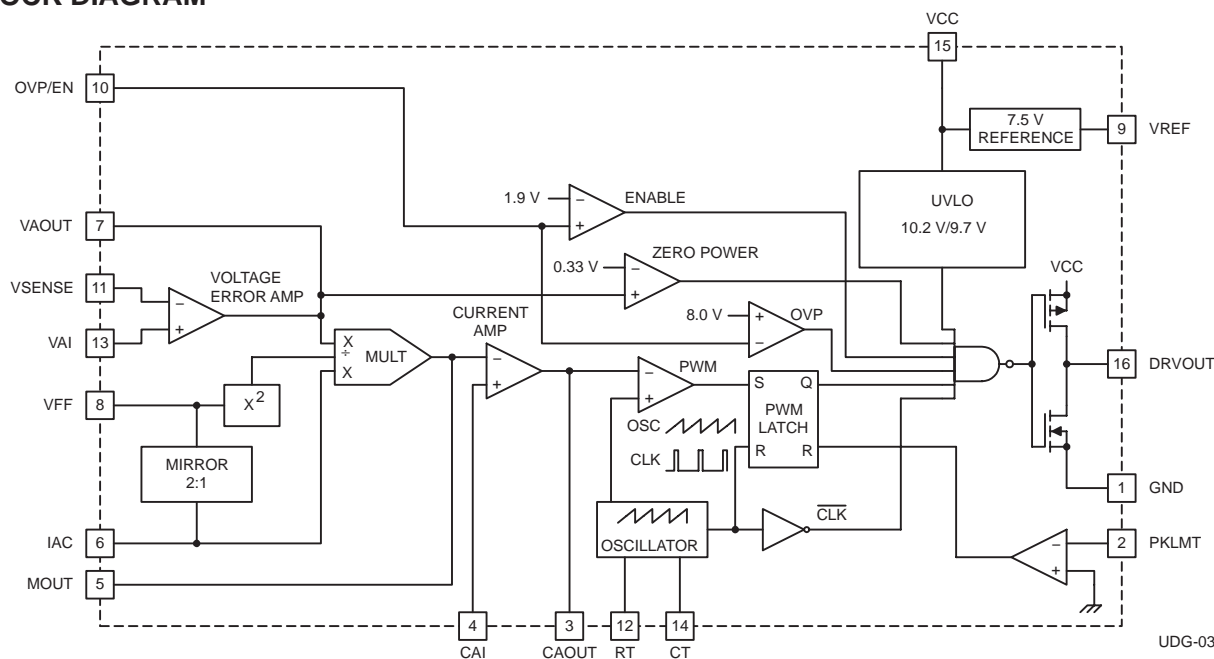 VCC
15
OVP/EN 10
7.5 V
REFERENCE
9 VREF
1.9 V
−
+
ENABLE
UVLO
10.2 V/9.7 V
VAOUT 7
ZERO POWER
0.33 V
−
+
VCC
VSENSE 11
VOLTAGE
ERROR AMP
−
+
VAI 13
CURRENT
AMP
8.0 V
+
−
OVP
X
÷
X
MULT
−
+
PWM
−
+
16 DRVOUT
VFF 8
X2
S Q
PWM
LATCH
R R
OSC
CLK
MIRROR
2:1
1 GND
CLK
OSCILLATOR
IAC 6
−
+
2 PKLMT
MOUT 5
4 3 12 14
CAI CAOUT RT CT
UDG-03